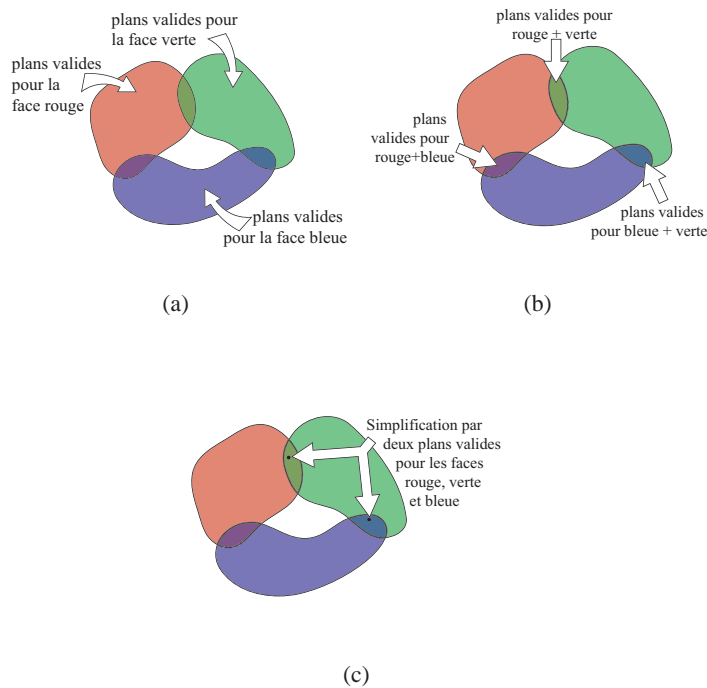 plans valides pour
la face verte
plans valides
pour la
face rouge
plans valides
pour la face bleue
(a)
plans valides pour
rouge + verte
plans
valides pour
rouge+bleue
plans valides
pour bleue + verte
(b)
Simplification par
deux plans valides
pour les faces
rouge, verte
et bleue
(c)